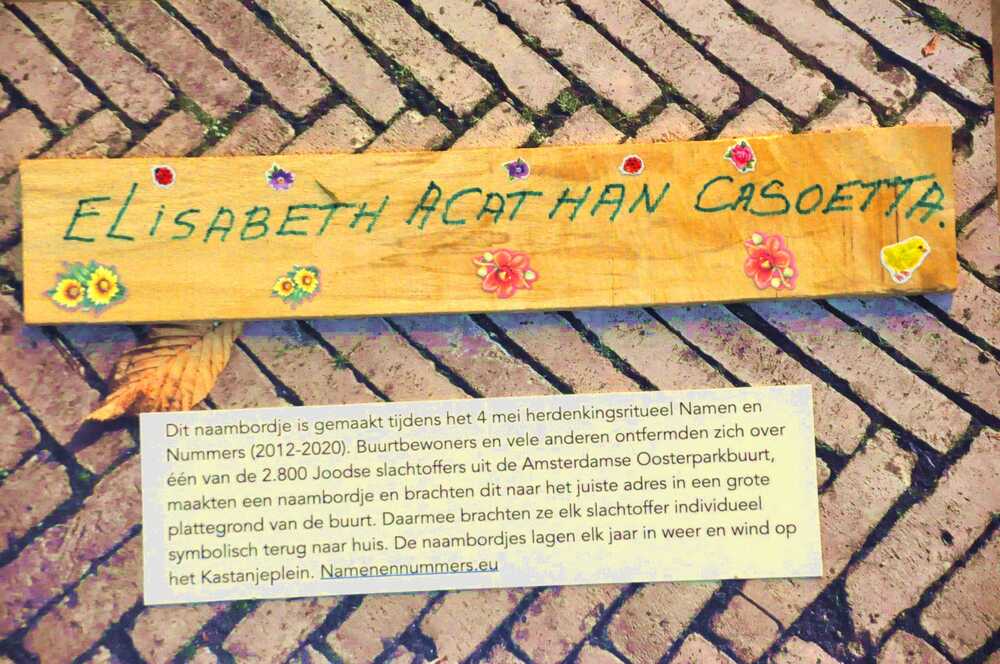 ELISABETH ACATHAN CASOETTA.
Dit naambordje is gemaakt tijdens het 4 mei herdenkingsritueel Namen en
Nummers (2012-2020). Buurtbewoners en vele anderen ontfermden zich over
één van de 2.800 Joodse slachtoffers uit de Amsterdamse Oosterparkbuurt,
maakten een naambordje en brachten dit naar het juiste adres in een grote
plattegrond van de buurt. Daarmee brachten ze elk slachtoffer individueel
symbolisch terug naar huis. De naambordjes lagen elk jaar in weer en wind op
het Kastanjeplein. Namenennummers.eu